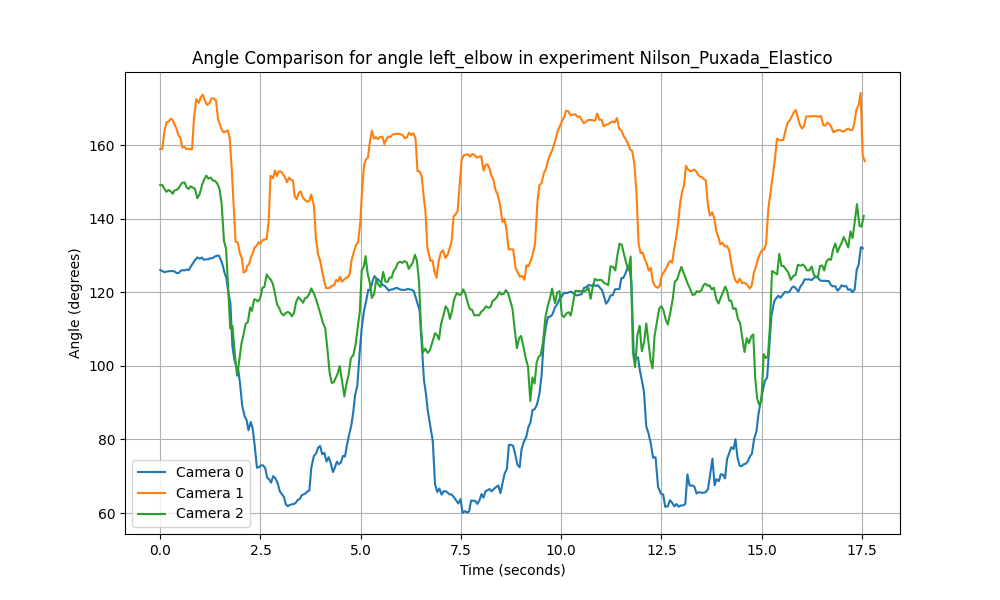 Angle Comparison for angle left_elbow in experiment Nilson_Puxada_Elastico
Angle (degrees)
160
140
120
100
80
60
Camera 0
Camera 1
Camera 2
0.0 2.5 5.0 7.5 10.0 12.5 15.0 17.5
Time (seconds)